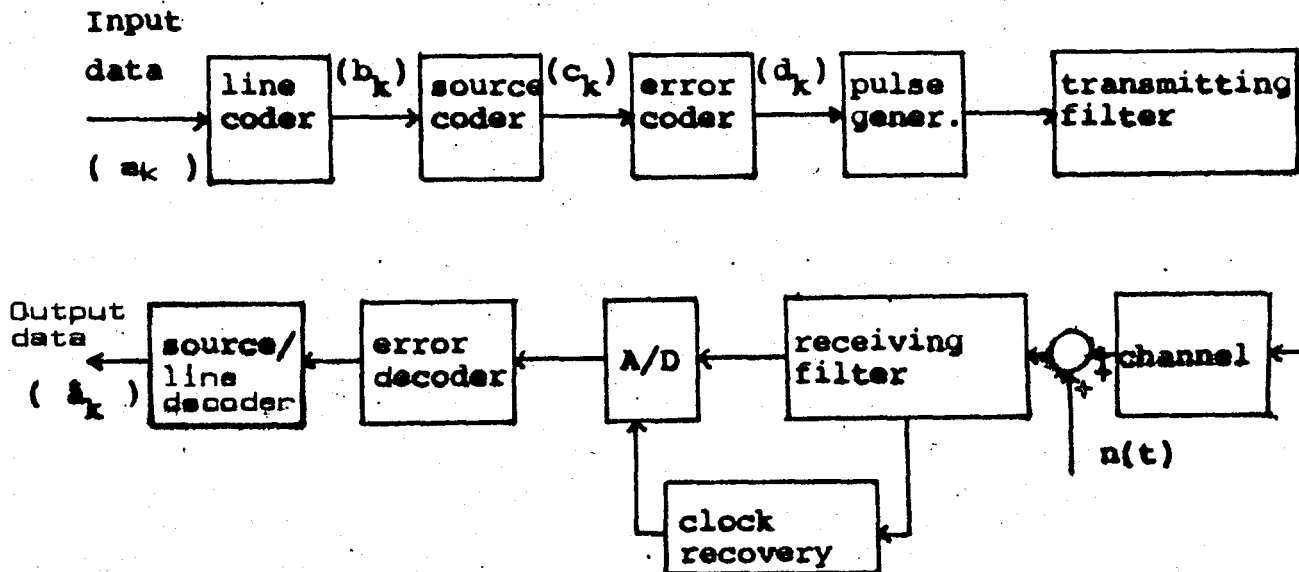 Input
data
( a_k )
line
coder
(b_k)
source
coder
(c_k)
error
coder
(d_k)
pulse
gener.
transmitting
filter
Output
data
( â_k )
source/
line
decoder
error
decoder
A/D
receiving
filter
+
+
channel
n(t)
clock
recovery